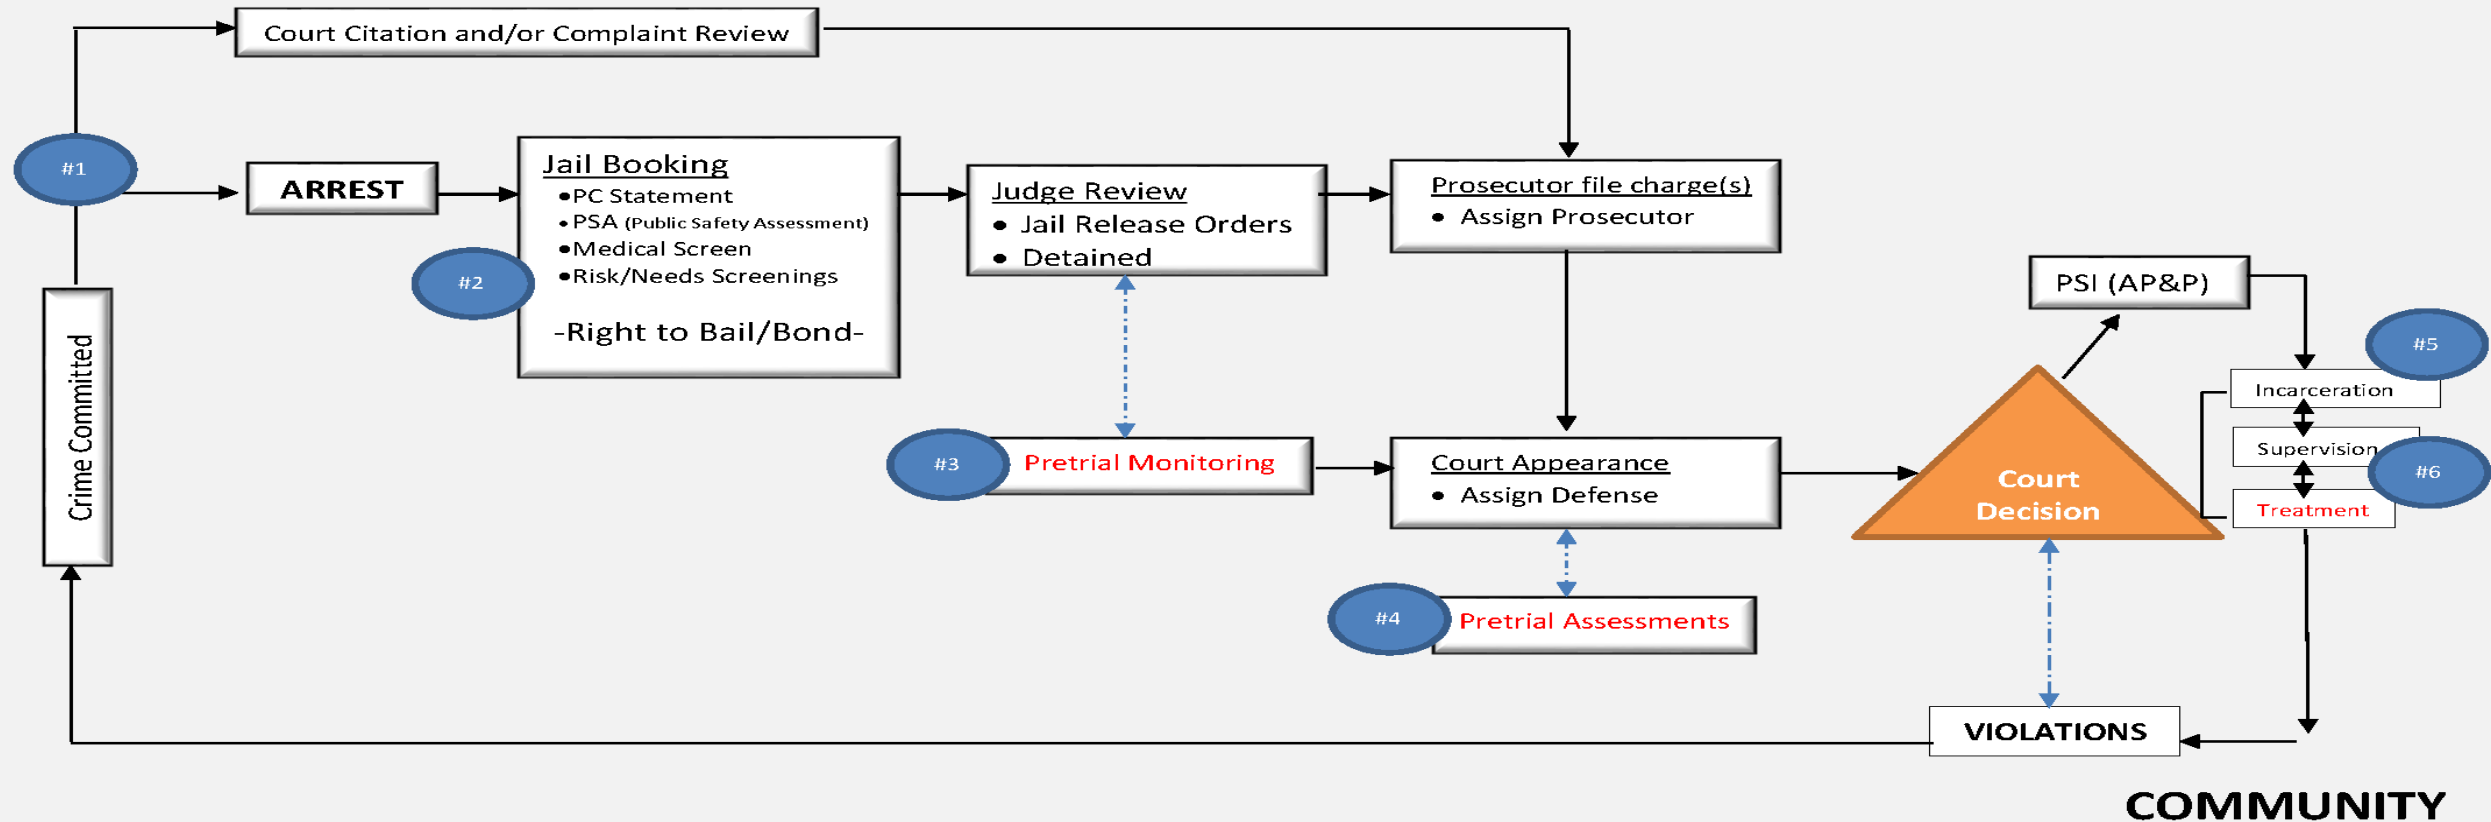 Court Citation and/or Complaint Review
#1
ARREST
Jail Booking
•PC Statement
•PSA (Public Safety Assessment)
•Medical Screen
•Risk/Needs Screenings
-Right to Bail/Bond-
#2
Judge Review
• Jail Release Orders
• Detained
Prosecutor file charge(s)
• Assign Prosecutor
Crime Committed
#3
Pretrial Monitoring
Court Appearance
• Assign Defense
#4
Pretrial Assessments
Court
Decision
PSI (AP&P)
#5
Incarceration
Supervision
#6
Treatment
VIOLATIONS
COMMUNITY